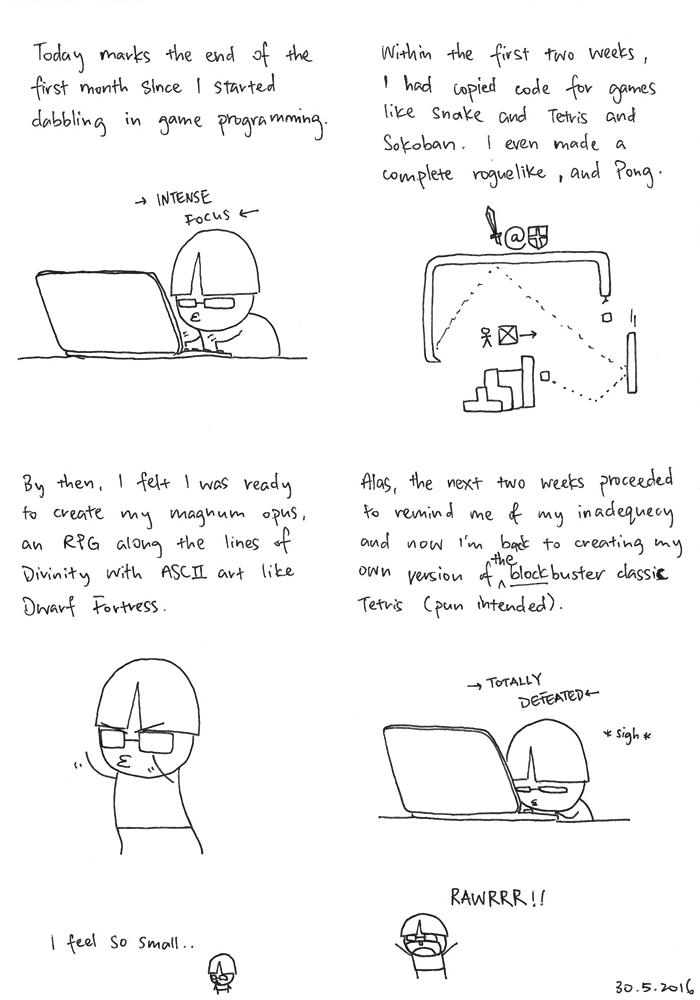 Today marks the end of the
first month since I started
dabbling in game programming.
→ INTENSE
FOCUS ←
Within the first two weeks,
I had copied code for games
like Snake and Tetris and
Sokoban. I even made a
complete roguelike, and Pong.
@
By then, I felt I was ready
to create my magnum opus,
an RPG along the lines of
Divinity with ASCII art like
Dwarf Fortress.
Alas, the next two weeks proceeded
to remind me of my inadequecy
and now I'm back to creating my
own version of the blockbuster classic
Tetris (pun intended).
→ TOTALLY
DEFEATED ←
* sigh *
I feel so small..
RAWRRR!!
30.5.2016